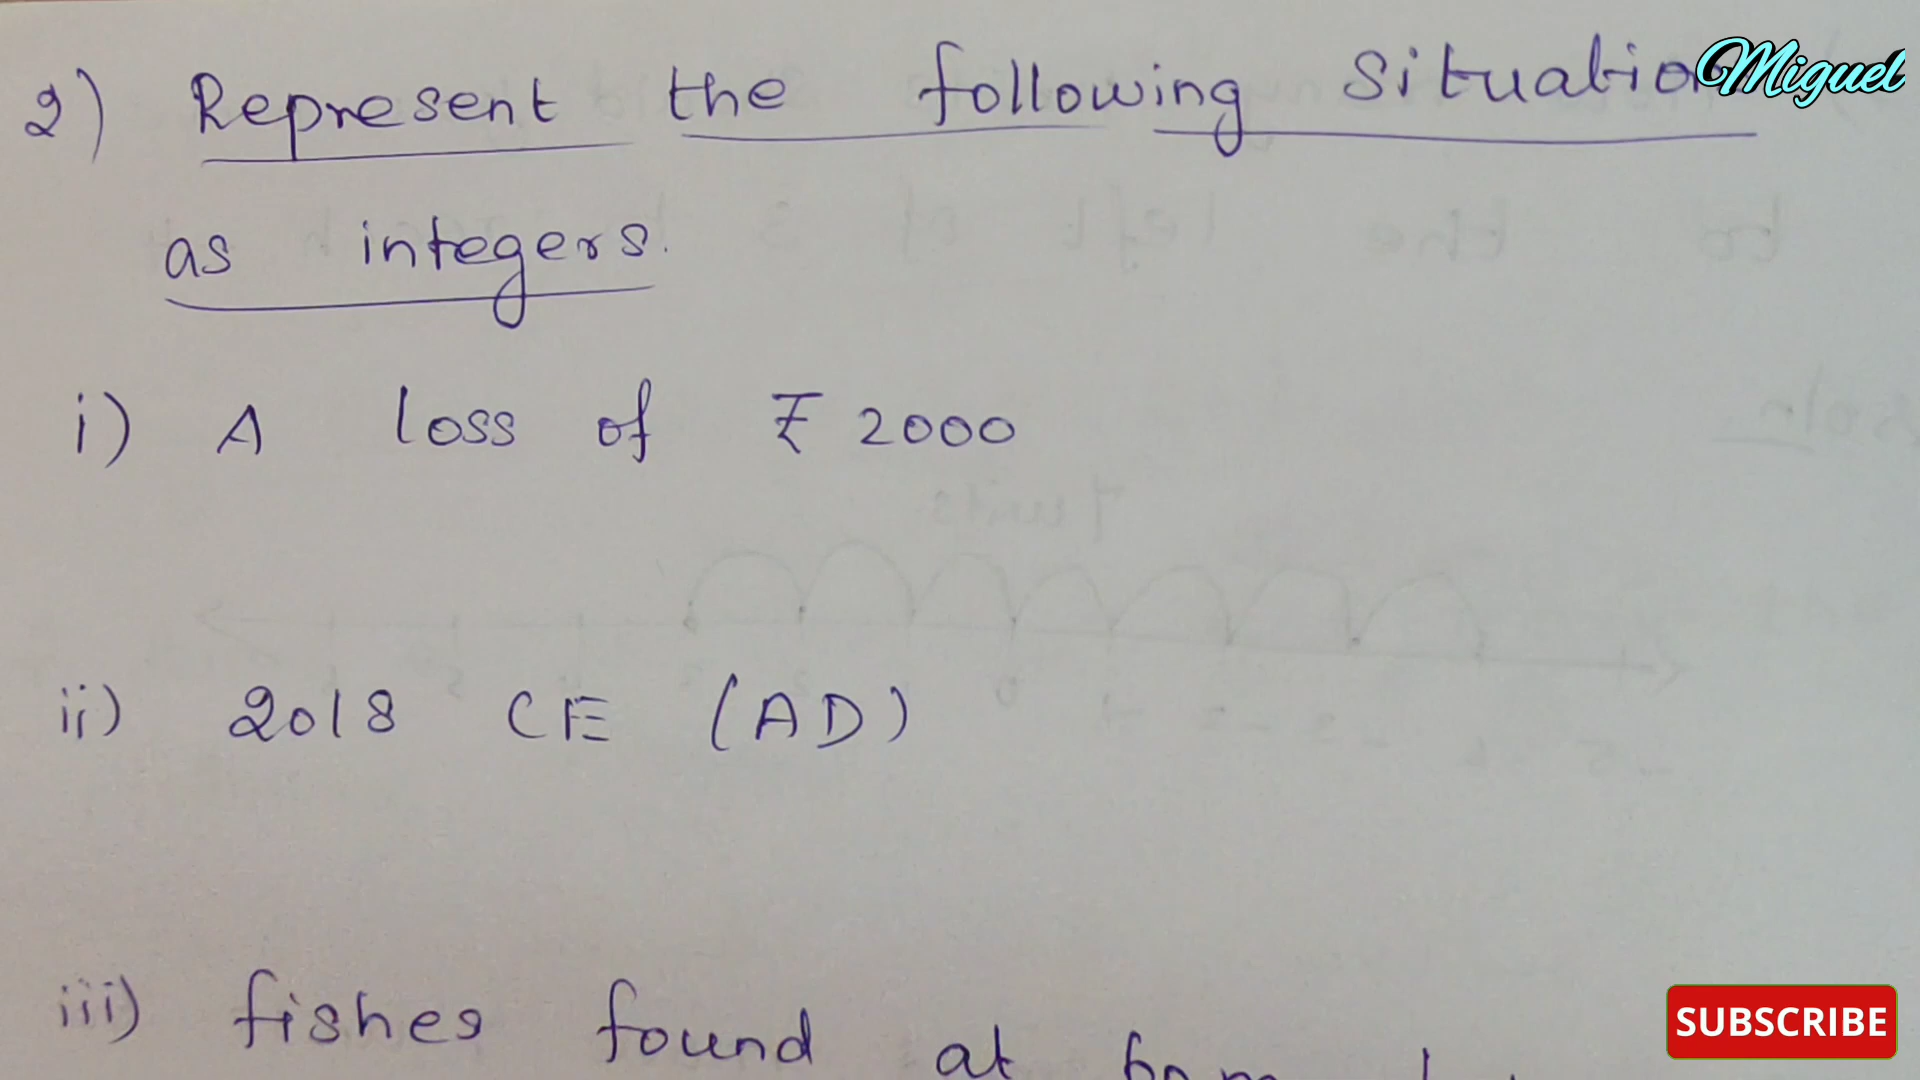 2) Represent the following Situation Miguel
as integers.
i) A loss of ₹ 2000
ii) 2018 CE (AD)
iii) fishes found at
SUBSCRIBE